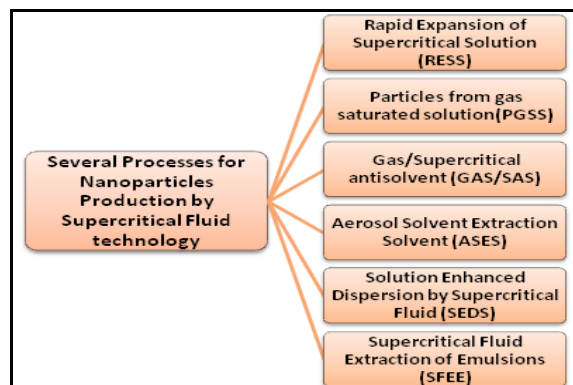 Several Processes for
Nanoparticles
Production by
Supercritical Fluid
technology
Rapid Expansion of
Supercritical Solution
(RESS)
Particles from gas
saturated solution(PGSS)
Gas/Supercritical
antisolvent (GAS/SAS)
Aerosol Solvent Extraction
Solvent (ASES)
Solution Enhanced
Dispersion by Supercritical
Fluid (SEDS)
Supercritical Fluid
Extraction of Emulsions
(SFEE)